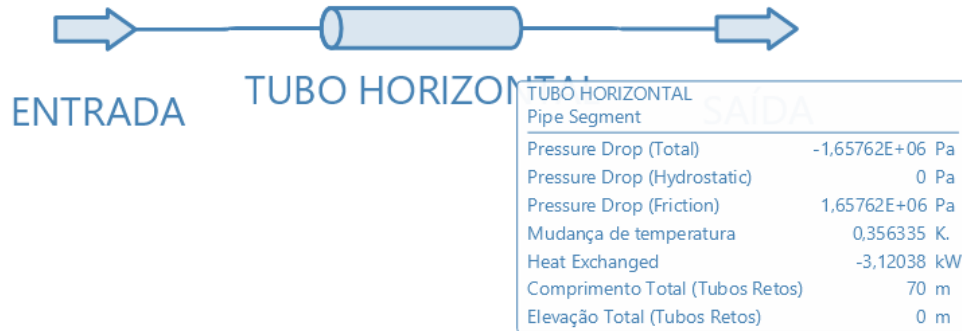 ENTRADA
TUBO HORIZONTAL
SAÍDA
TUBO HORIZONTAL
Pipe Segment
Pressure Drop (Total) -1,65762E+06 Pa
Pressure Drop (Hydrostatic) 0 Pa
Pressure Drop (Friction) 1,65762E+06 Pa
Mudança de temperatura 0,356335 K.
Heat Exchanged -3,12038 kW
Comprimento Total (Tubos Retos) 70 m
Elevação Total (Tubos Retos) 0 m